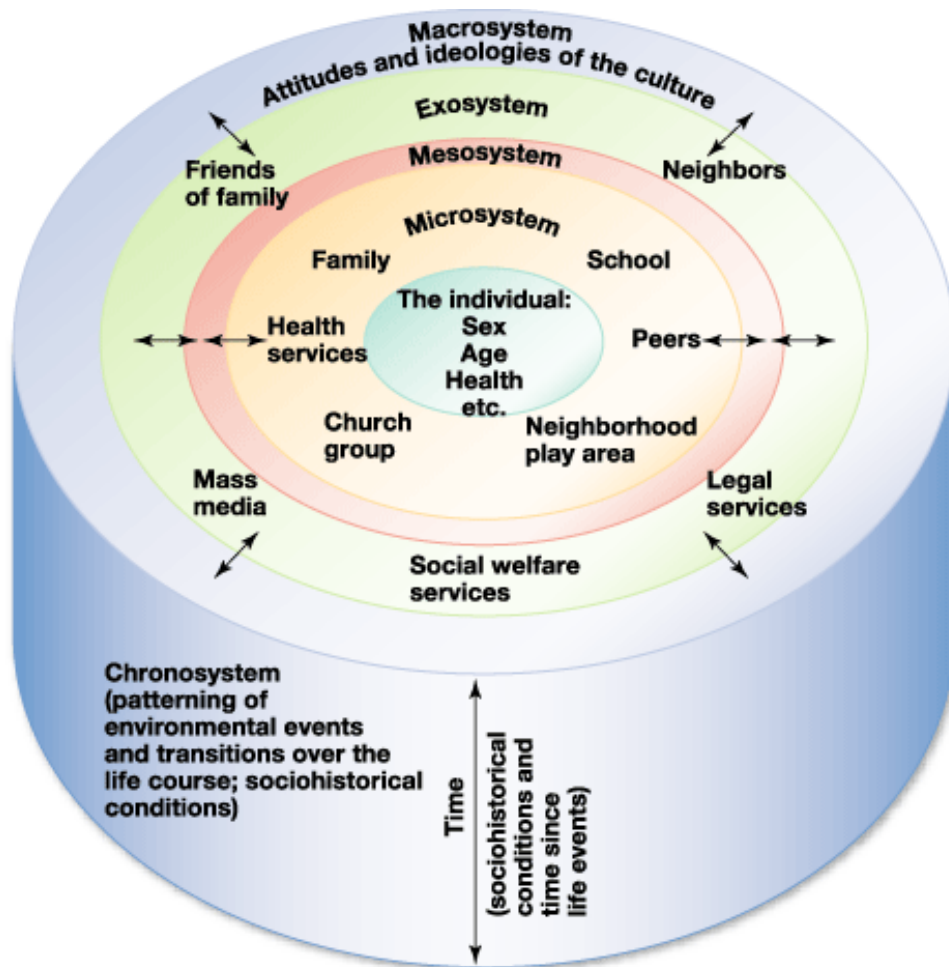 Macrosystem
Attitudes and ideologies of the culture
Exosystem
Mesosystem
Friends
of family
Neighbors
Microsystem
Family
School
The individual:
Sex
Age
Health
etc.
Health
services
Peers
Church
group
Neighborhood
play area
Mass
media
Legal
services
Social welfare
services
Chronosystem
(patterning of
environmental events
and transitions over the
life course; sociohistorical
conditions)
Time
(sociohistorical
conditions and
time since
life events)